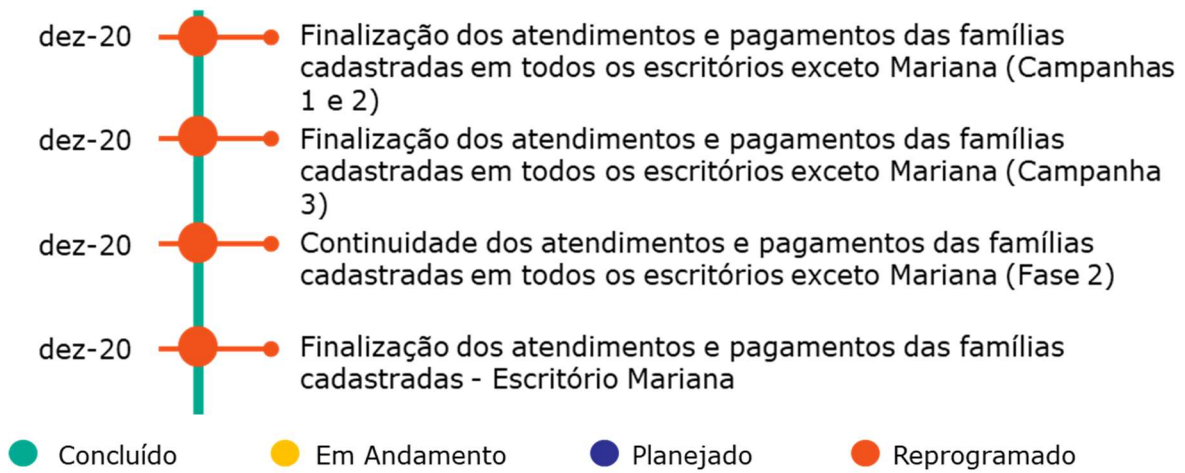 dez-20
Finalização dos atendimentos e pagamentos das famílias
cadastradas em todos os escritórios exceto Mariana (Campanhas
1 e 2)
dez-20
Finalização dos atendimentos e pagamentos das famílias
cadastradas em todos os escritórios exceto Mariana (Campanha
3)
dez-20
Continuidade dos atendimentos e pagamentos das famílias
cadastradas em todos os escritórios exceto Mariana (Fase 2)
dez-20
Finalização dos atendimentos e pagamentos das famílias
cadastradas - Escritório Mariana
Concluído Em Andamento Planejado Reprogramado